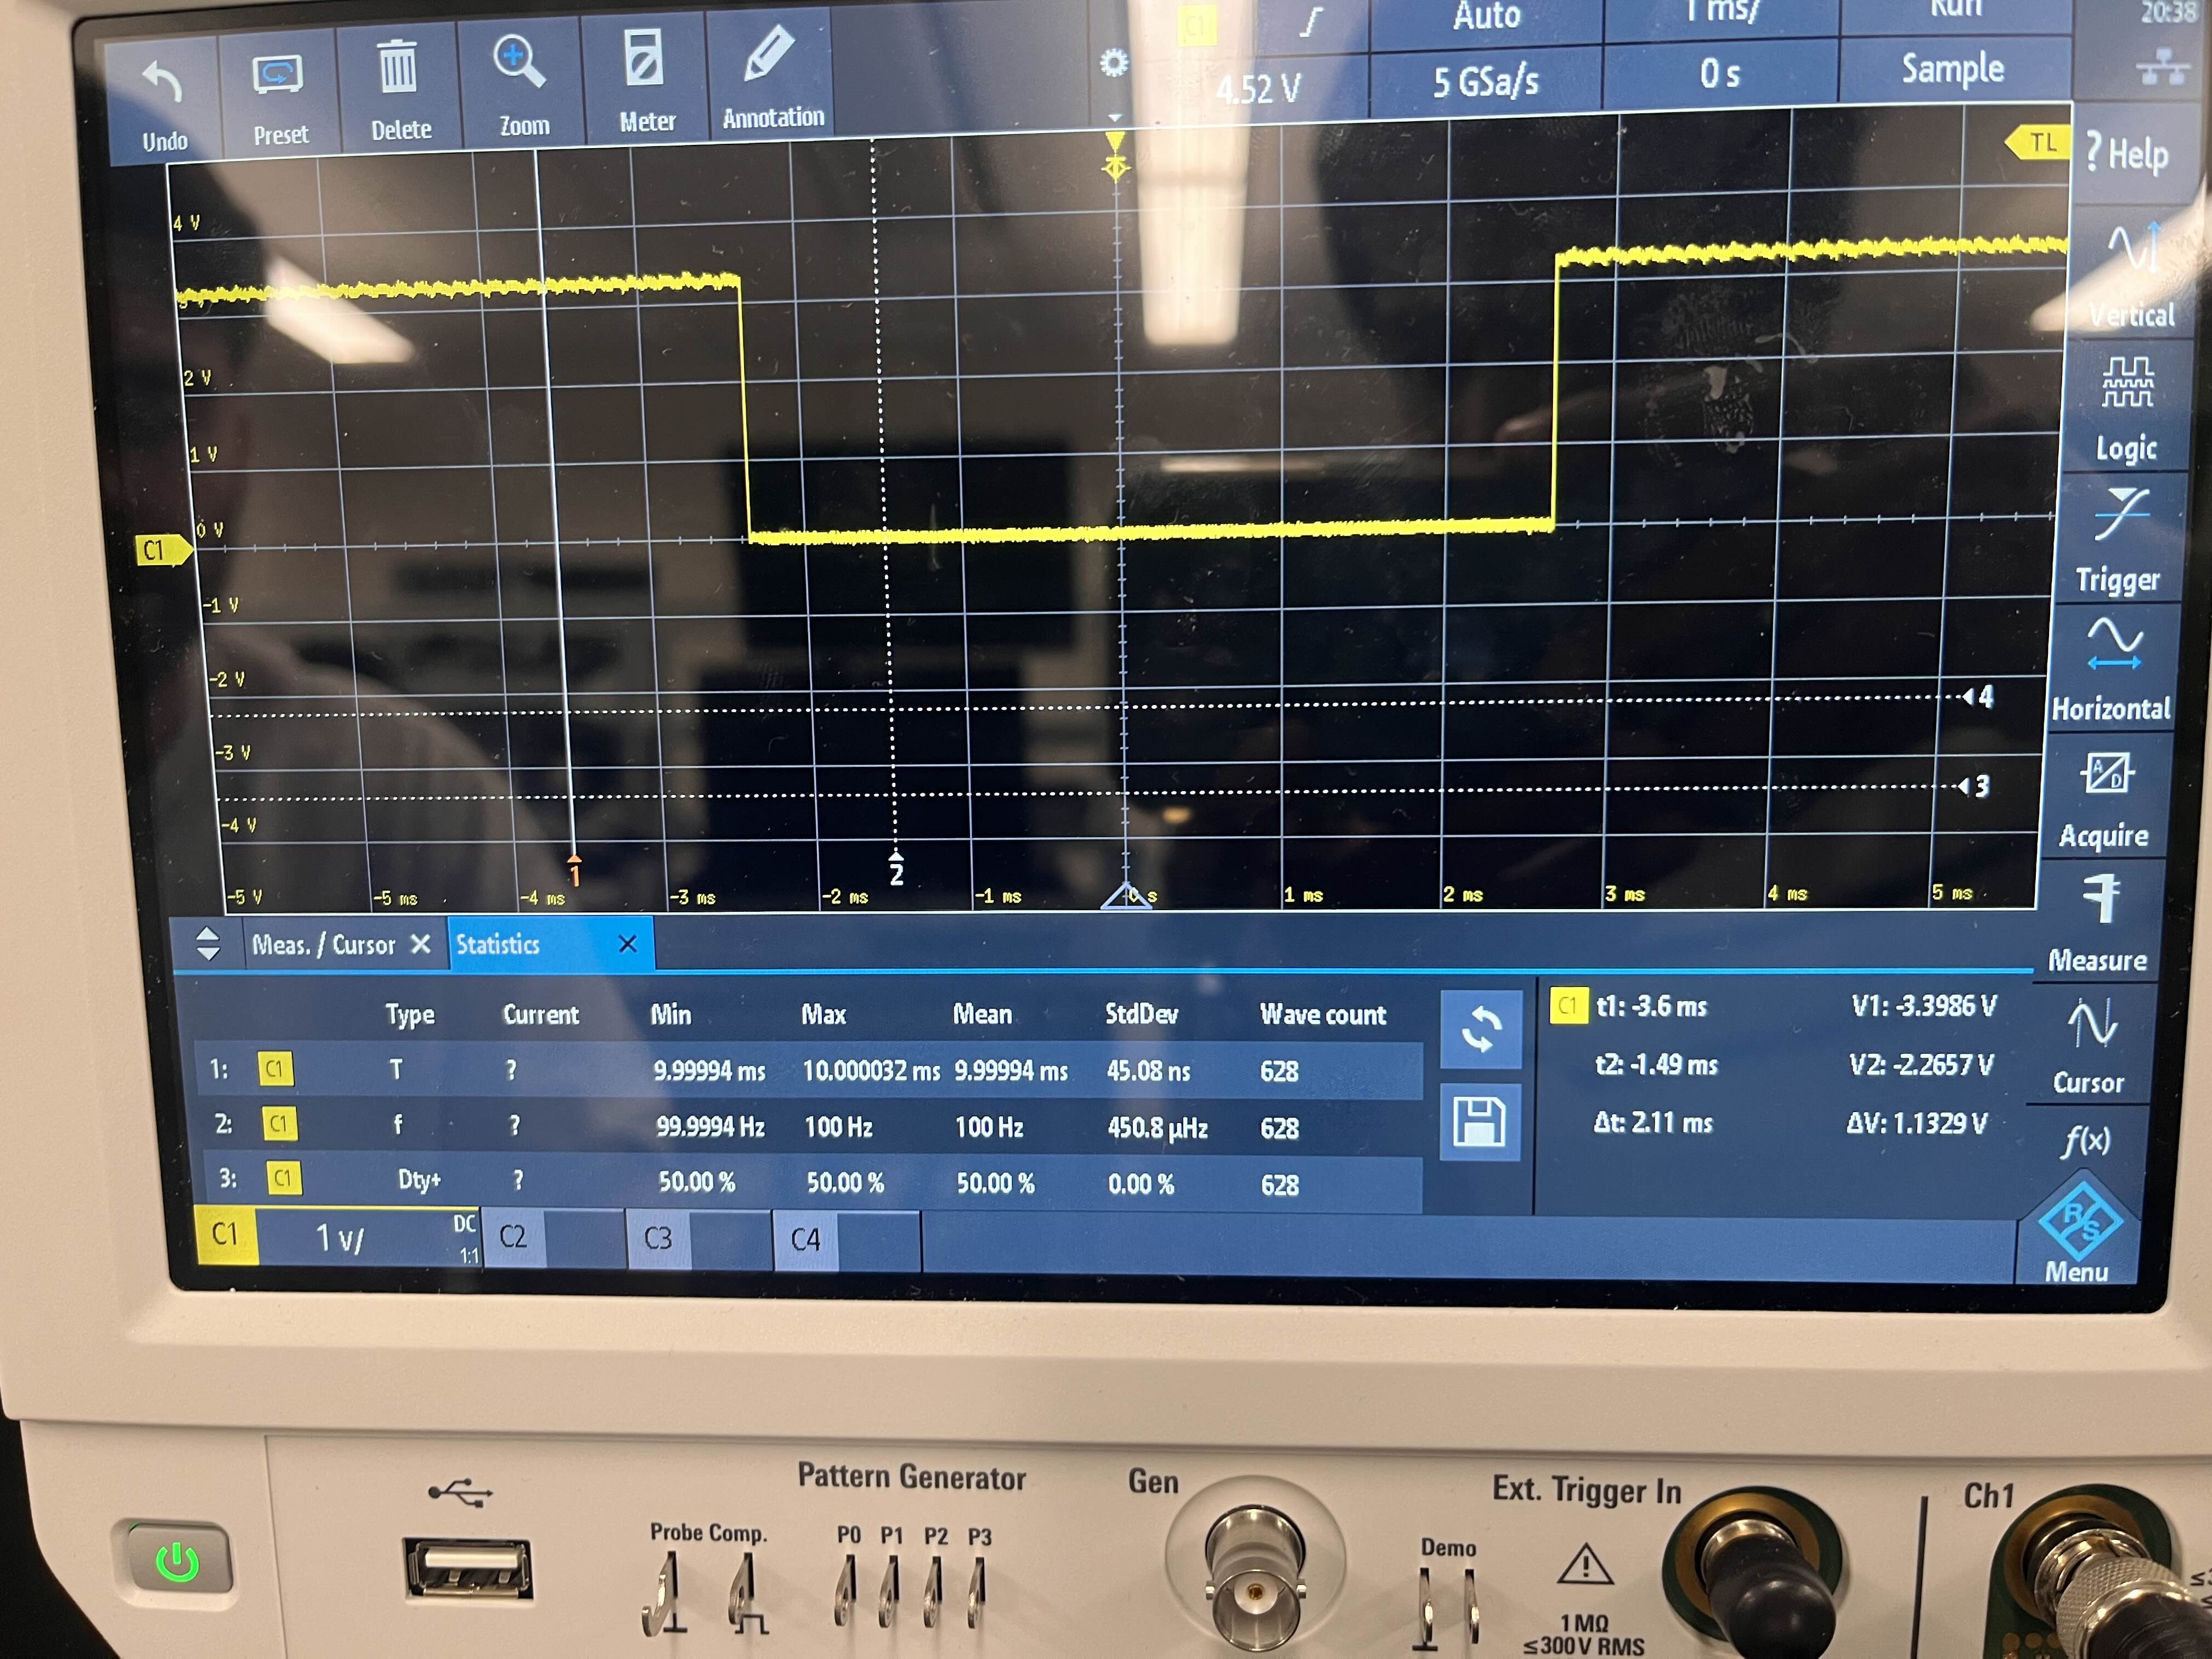 C1 Auto 1 ms/ Run 20:38
4.52 V 5 GSa/s 0 s Sample
Undo Preset Delete Zoom Meter Annotation
TL
? Help
Vertical
Logic
Trigger
Horizontal
Acquire
Measure
Cursor
f(x)
Menu
4 V
2 V
1 V
0 V
C1
-1 V
-2 V
-3 V
-4 V
4
3
1 2
-5 V -5 ms -4 ms -3 ms -2 ms -1 ms 0 s 1 ms 2 ms 3 ms 4 ms 5 ms
Meas. / Cursor Statistics
Type Current Min Max Mean StdDev Wave count
1: C1 T ? 9.99994 ms 10.000032 ms 9.99994 ms 45.08 ns 628
2: C1 f ? 99.9994 Hz 100 Hz 100 Hz 450.8 µHz 628
3: C1 Dty+ ? 50.00 % 50.00 % 50.00 % 0.00 % 628
C1 t1: -3.6 ms V1: -3.3986 V
t2: -1.49 ms V2: -2.2657 V
Δt: 2.11 ms ΔV: 1.1329 V
C1 1 V/ DC 1:1 C2 C3 C4
R/S
Pattern Generator
Probe Comp. P0 P1 P2 P3
Gen
Demo
Ext. Trigger In
1 MΩ
≤300 V RMS
Ch1